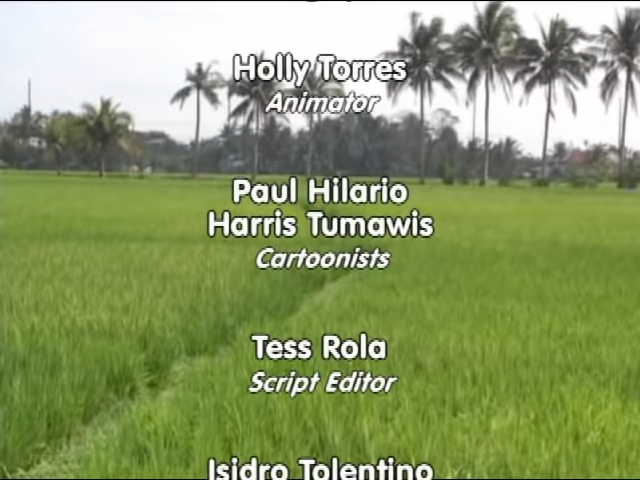 Holly Torres
Animator
Paul Hilario
Harris Tumawis
Cartoonists
Tess Rola
Script Editor
Isidro Tolentino